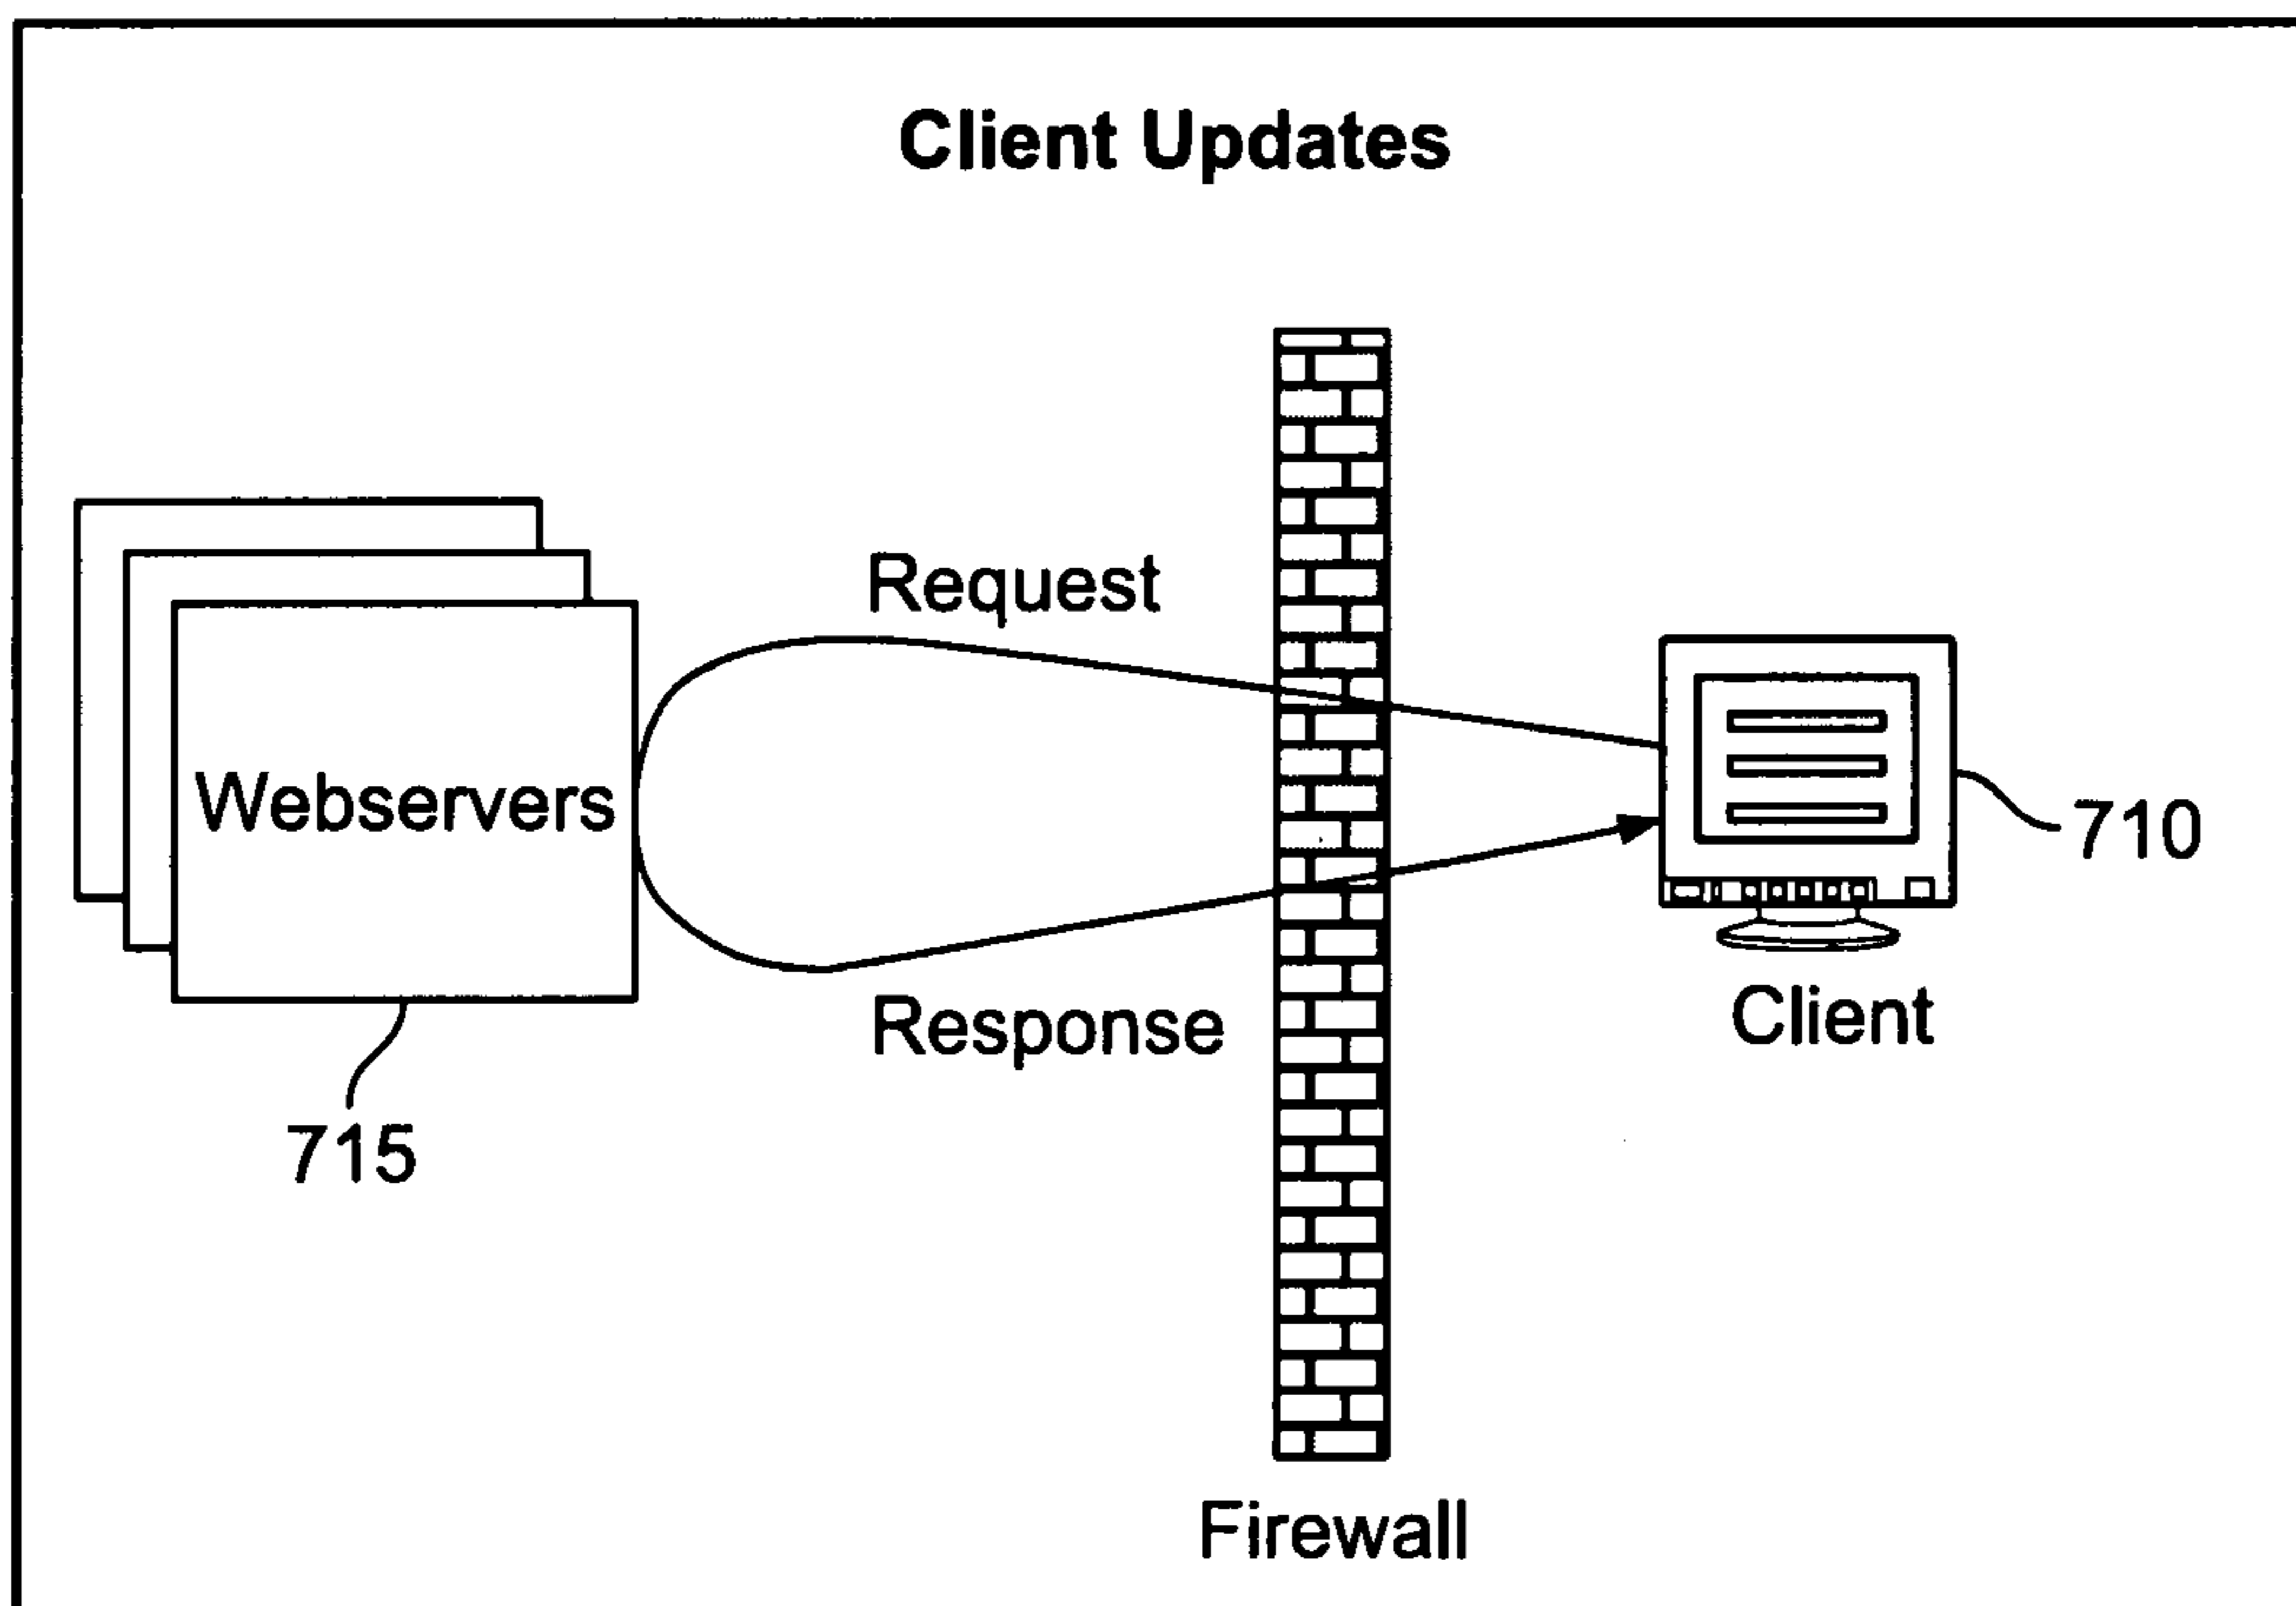 Client Updates
Request
Webservers
710
Response
Client
715
Firewall